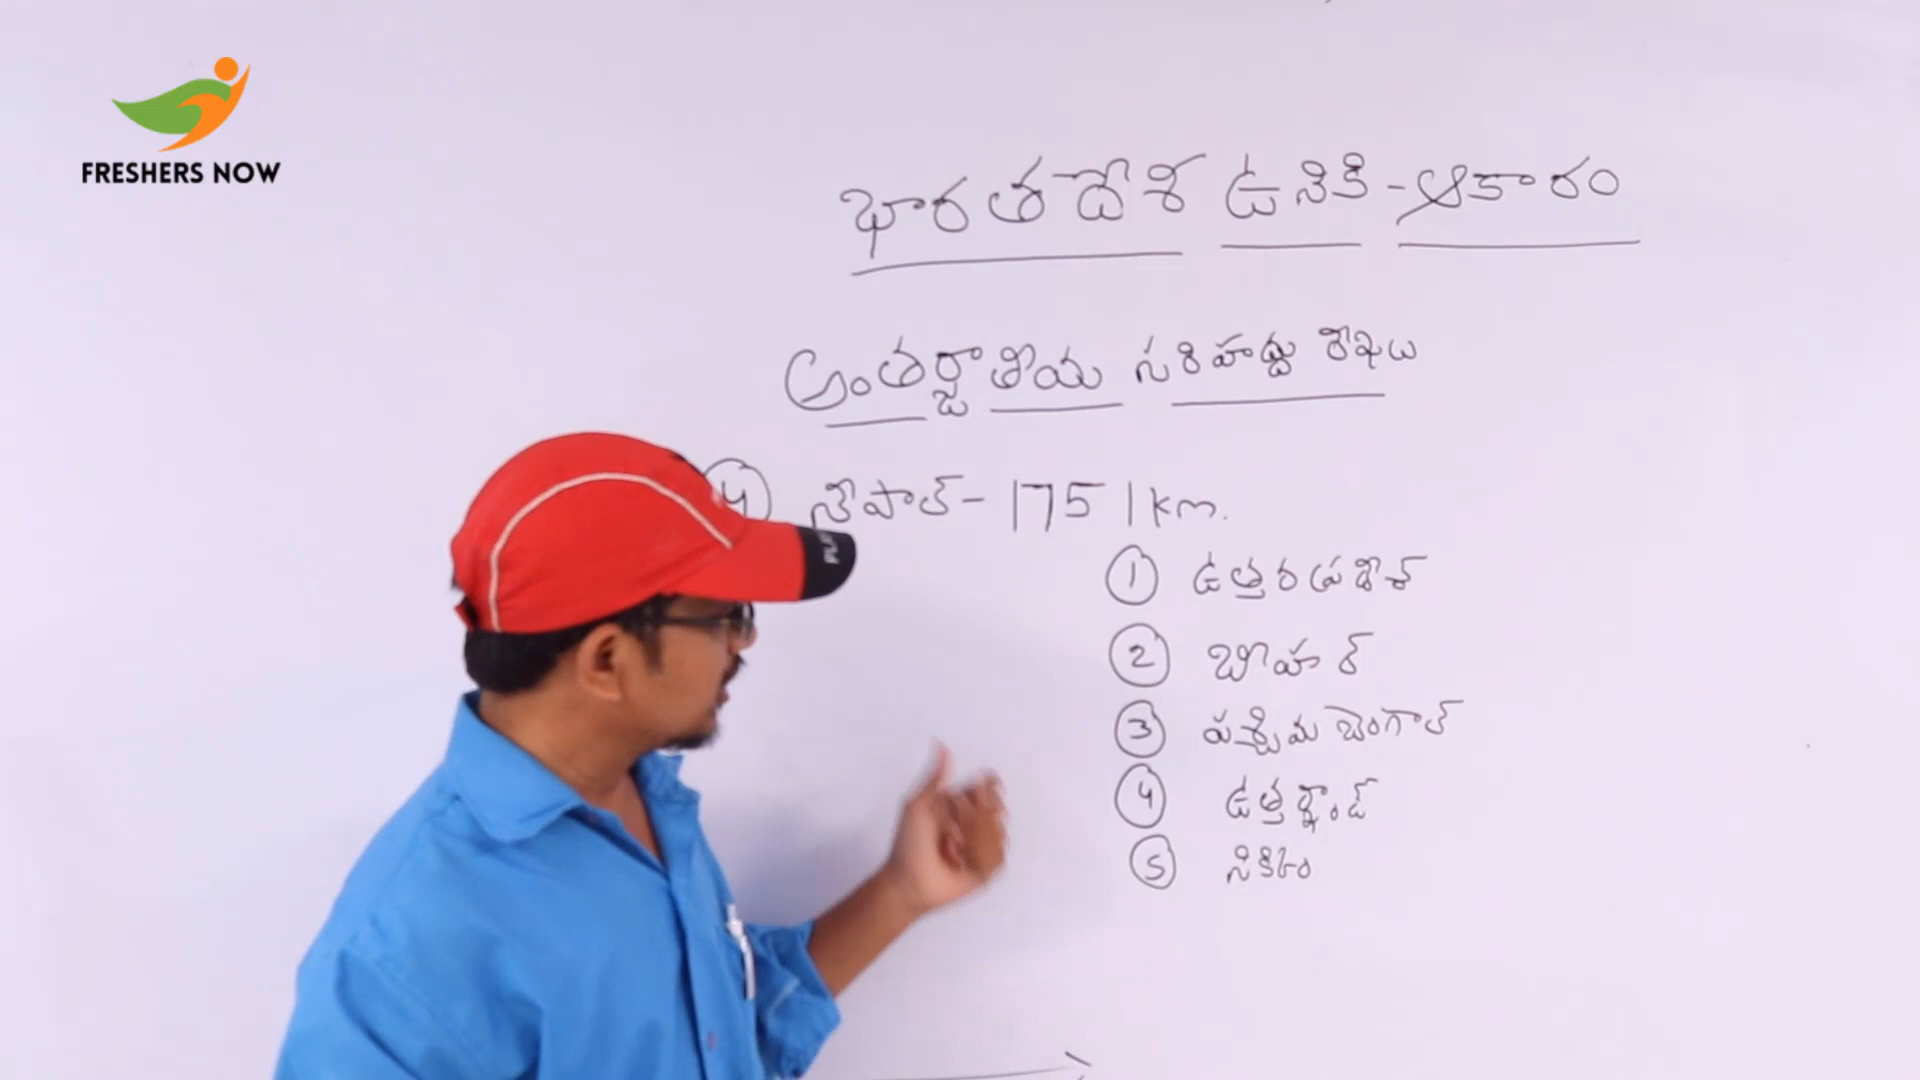 FRESHERS NOW
భారతదేశ ఉనికి - ఆకారం
అంతర్జాతీయ సరిహద్దు రేఖలు
4 నేపాల్ - 1751 km.
1 ఉత్తరప్రదేశ్
2 బీహార్
3 పశ్చిమ బెంగాల్
4 ఉత్తర్ఖాండ్
5 సికిం